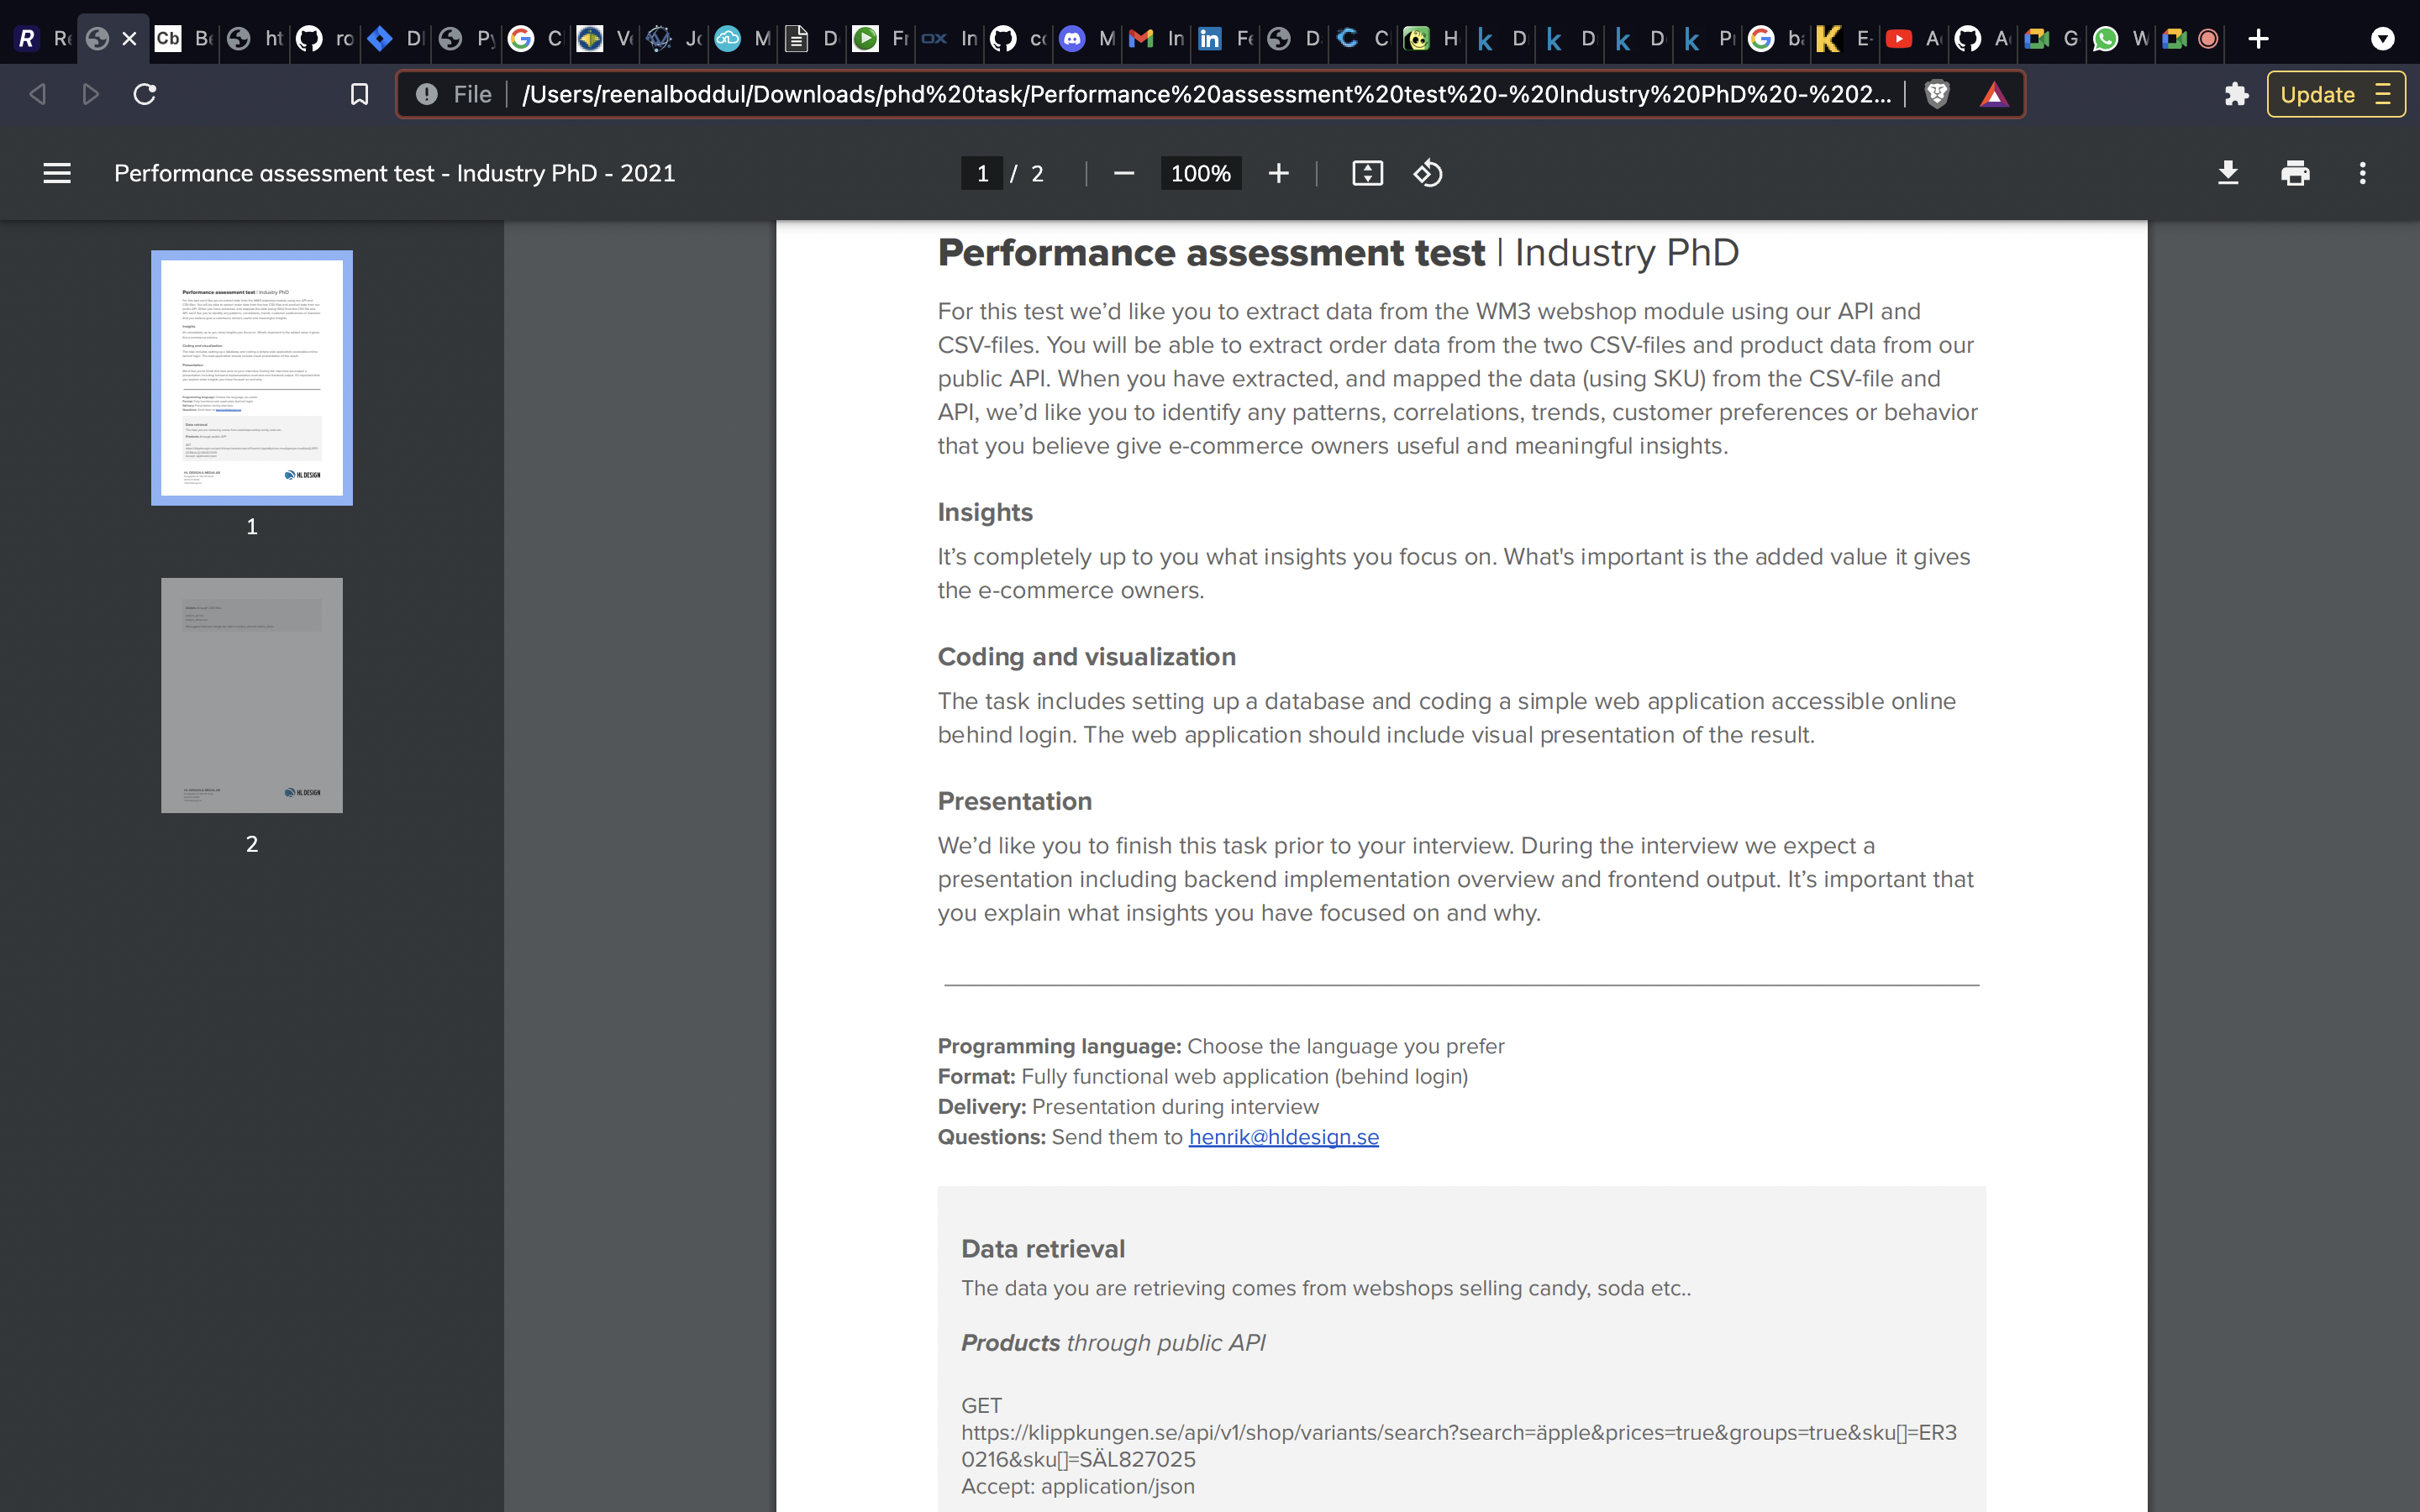 R Re Cb Be ht ro DI Py C Ve Jo M D Fr OX In co M In in Fe D C C H k D k D k D k Pr ba K E- A A G W
File /Users/reenalboddul/Downloads/phd%20task/Performance%20assessment%20test%20-%20Industry%20PhD%20-%202... Update
Performance assessment test - Industry PhD - 2021 1 / 2 100%
1
2
Performance assessment test | Industry PhD
For this test we’d like you to extract data from the WM3 webshop module using our API and
CSV-files. You will be able to extract order data from the two CSV-files and product data from our
public API. When you have extracted, and mapped the data (using SKU) from the CSV-file and
API, we’d like you to identify any patterns, correlations, trends, customer preferences or behavior
that you believe give e-commerce owners useful and meaningful insights.
Insights
It’s completely up to you what insights you focus on. What's important is the added value it gives
the e-commerce owners.
Coding and visualization
The task includes setting up a database and coding a simple web application accessible online
behind login. The web application should include visual presentation of the result.
Presentation
We’d like you to finish this task prior to your interview. During the interview we expect a
presentation including backend implementation overview and frontend output. It’s important that
you explain what insights you have focused on and why.
Programming language: Choose the language you prefer
Format: Fully functional web application (behind login)
Delivery: Presentation during interview
Questions: Send them to henrik@hldesign.se
Data retrieval
The data you are retrieving comes from webshops selling candy, soda etc..
Products through public API
GET
https://klippkungen.se/api/v1/shop/variants/search?search=äpple&prices=true&groups=true&sku[]=ER3
0216&sku[]=SÄL827025
Accept: application/json